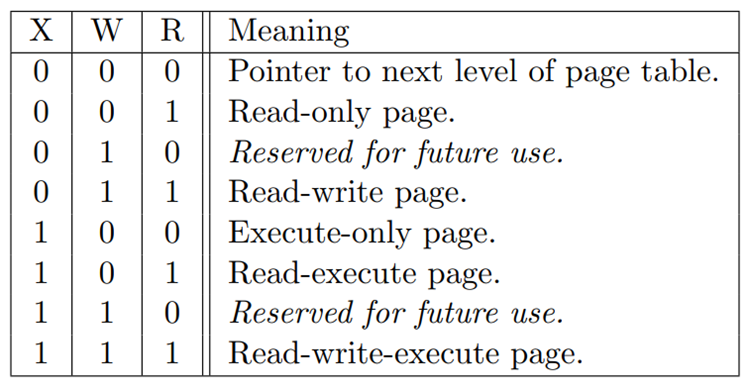 X W R Meaning
0 0 0 Pointer to next level of page table.
0 0 1 Read-only page.
0 1 0 Reserved for future use.
0 1 1 Read-write page.
1 0 0 Execute-only page.
1 0 1 Read-execute page.
1 1 0 Reserved for future use.
1 1 1 Read-write-execute page.